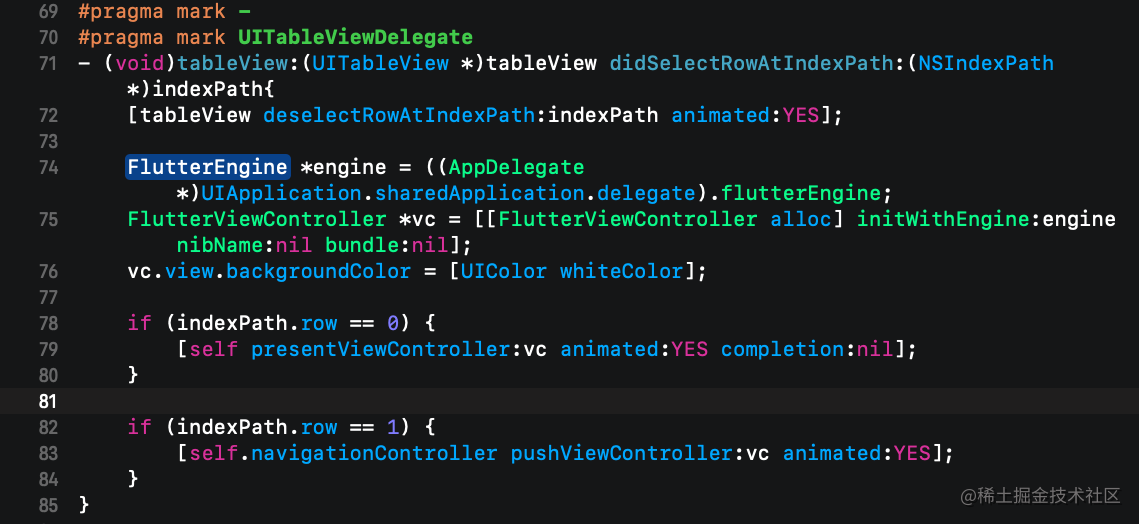 69 #pragma mark -
70 #pragma mark UITableViewDelegate
71 - (void)tableView:(UITableView *)tableView didSelectRowAtIndexPath:(NSIndexPath
*)indexPath{
72 [tableView deselectRowAtIndexPath:indexPath animated:YES];
73
74 FlutterEngine *engine = ((AppDelegate
*)UIApplication.sharedApplication.delegate).flutterEngine;
75 FlutterViewController *vc = [[FlutterViewController alloc] initWithEngine:engine
nibName:nil bundle:nil];
76 vc.view.backgroundColor = [UIColor whiteColor];
77
78 if (indexPath.row == 0) {
79 [self presentViewController:vc animated:YES completion:nil];
80 }
81
82 if (indexPath.row == 1) {
83 [self.navigationController pushViewController:vc animated:YES];
84 }
85 }
@稀土掘金技术社区